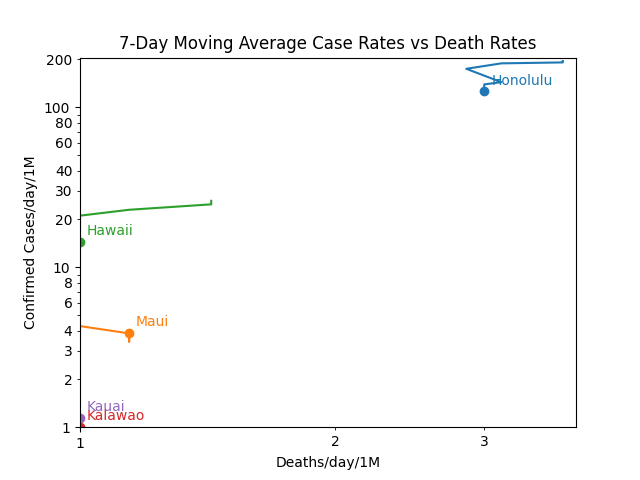 7-Day Moving Average Case Rates vs Death Rates
Confirmed Cases/day/1M
200
100
80
60
40
30
20
10
8
6
4
3
2
1
Honolulu
Hawaii
Maui
Kauai
Kalawao
1
2
3
Deaths/day/1M